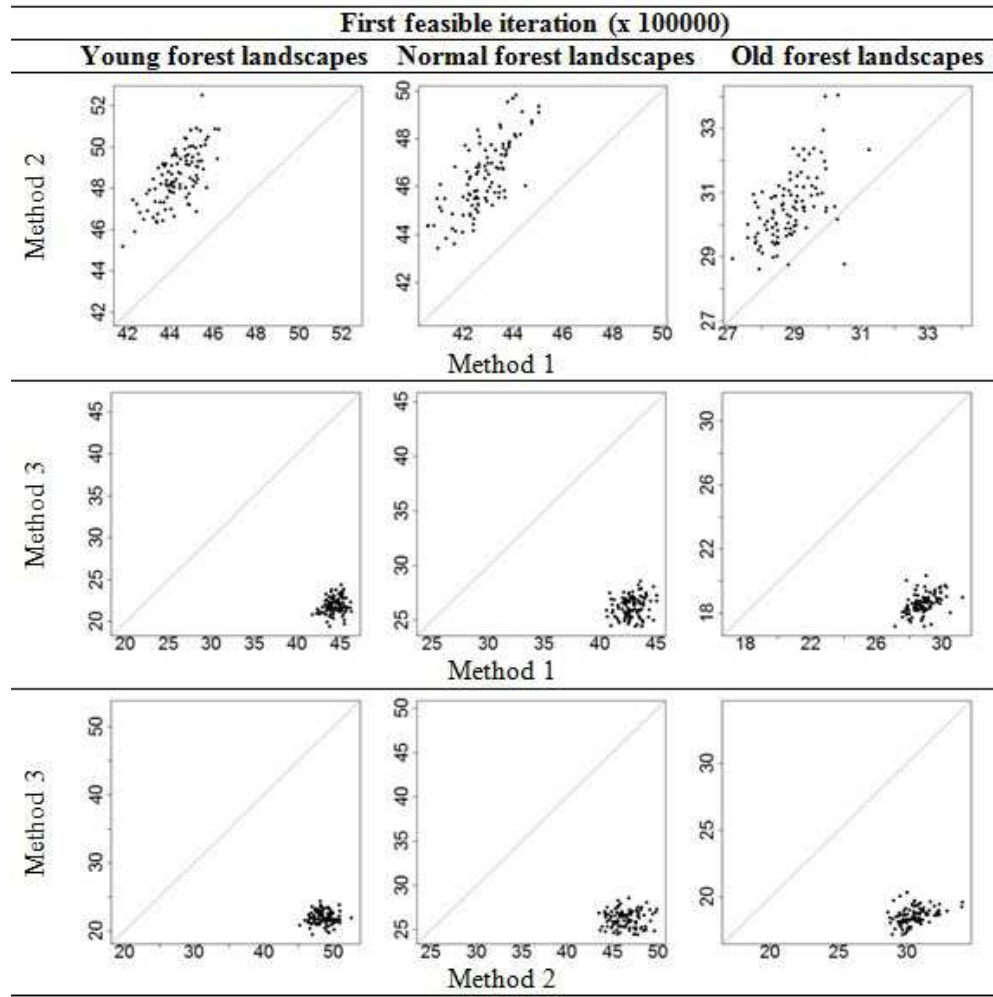 First feasible iteration (x 100000)
Young forest landscapes Normal forest landscapes Old forest landscapes
Method 2
52
50
48
46
44
42
42 44 46 48 50 52
50
48
46
44
42
42 44 46 48 50
33
31
29
27
27 29 31 33
Method 1
Method 3
45
40
35
30
25
20
20 25 30 35 40 45
45
40
35
30
25
25 30 35 40 45
30
26
22
18
18 22 26 30
Method 1
Method 3
50
40
30
20
20 30 40 50
50
45
40
35
30
25
25 30 35 40 45 50
30
25
20
20 25 30
Method 2